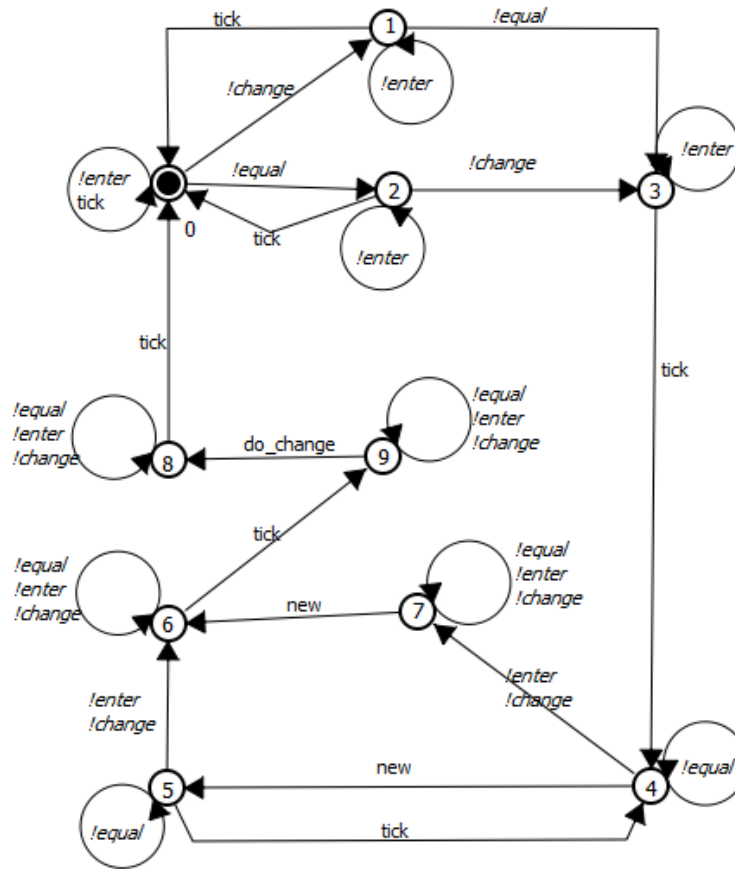 tick
1
!equal
!change
!enter
!enter
tick
!equal
!change
!enter
2
3
0
tick
!enter
tick
tick
!equal
!enter
!change
!equal
!enter
!change
do_change
8
9
tick
!equal
!enter
!change
!equal
!enter
!change
new
6
7
!enter
!change
!enter
!change
new
5
4
!equal
!equal
tick